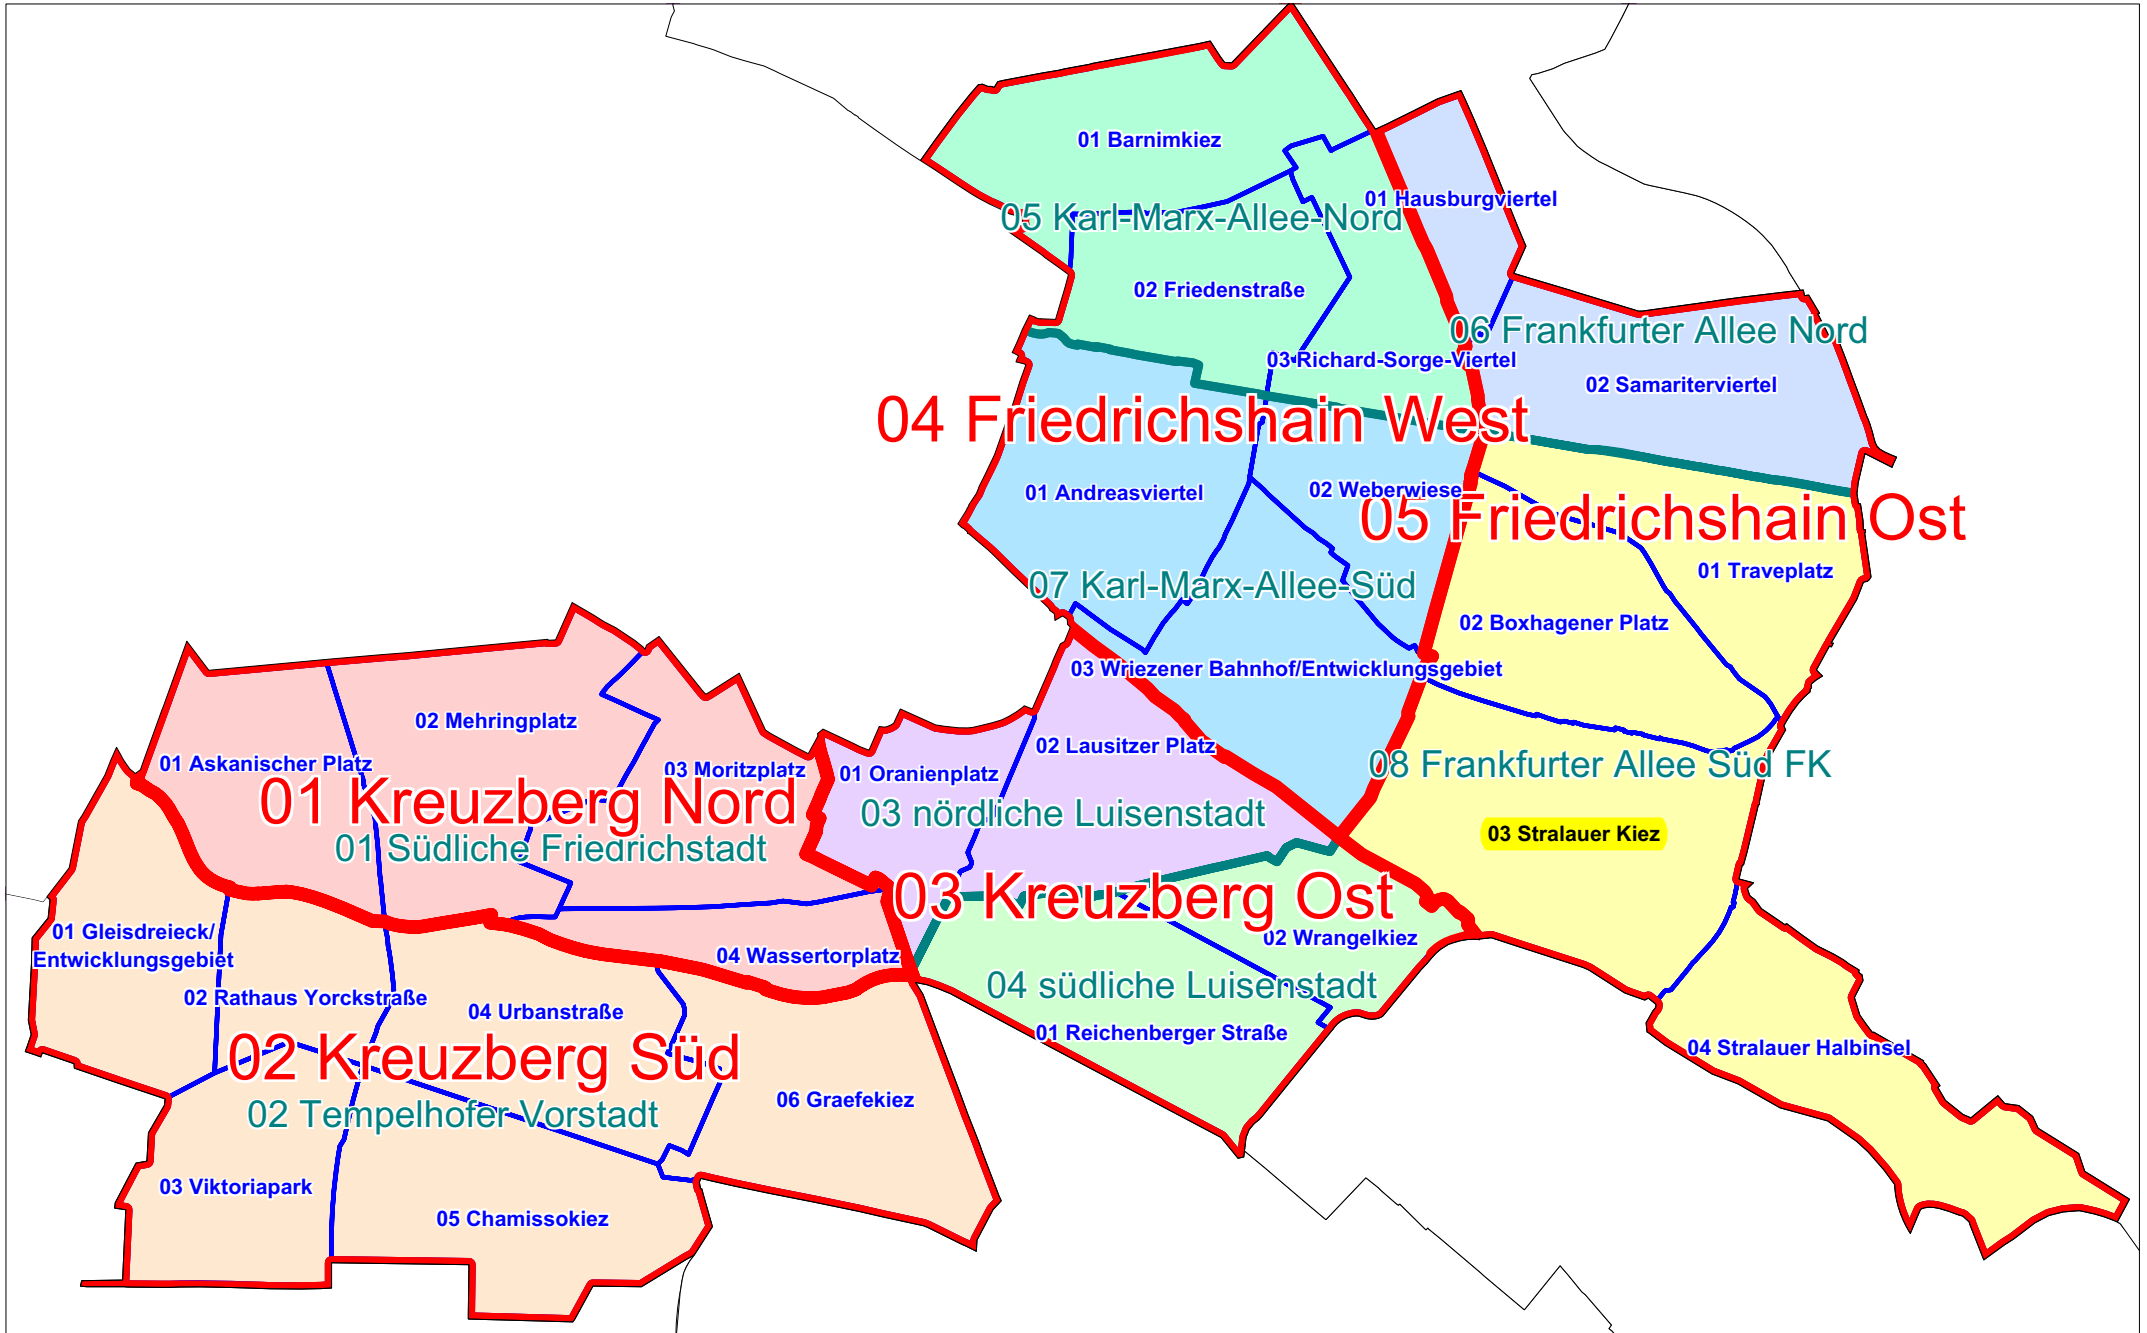 01 Barnimkiez
01 Hausburgviertel
05 Karl-Marx-Allee-Nord
02 Friedenstraße
06 Frankfurter Allee Nord
03 Richard-Sorge-Viertel
02 Samariterviertel
04 Friedrichshain West
01 Andreasviertel
02 Weberwiese
05 Friedrichshain Ost
01 Traveplatz
07 Karl-Marx-Allee-Süd
02 Boxhagener Platz
03 Wriezener Bahnhof/Entwicklungsgebiet
02 Mehringplatz
02 Lausitzer Platz
01 Askanischer Platz
03 Moritzplatz
01 Oranienplatz
08 Frankfurter Allee Süd FK
01 Kreuzberg Nord
03 nördliche Luisenstadt
03 Stralauer Kiez
01 Südliche Friedrichstadt
03 Kreuzberg Ost
01 Gleisdreieck/
Entwicklungsgebiet
02 Wrangelkiez
04 Wassertorplatz
04 südliche Luisenstadt
02 Rathaus Yorckstraße
04 Urbanstraße
01 Reichenberger Straße
04 Stralauer Halbinsel
02 Kreuzberg Süd
06 Graefekiez
02 Tempelhofer Vorstadt
03 Viktoriapark
05 Chamissokiez